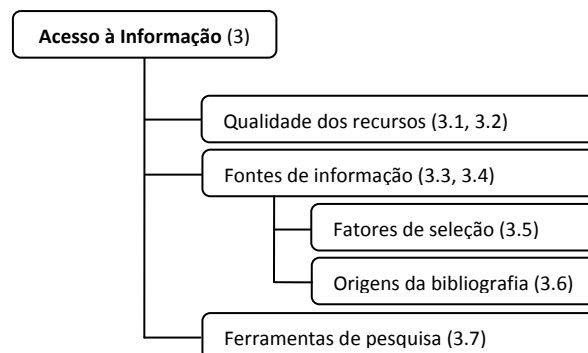 Acesso à Informação (3)
Qualidade dos recursos (3.1, 3.2)
Fontes de informação (3.3, 3.4)
Fatores de seleção (3.5)
Origens da bibliografia (3.6)
Ferramentas de pesquisa (3.7)